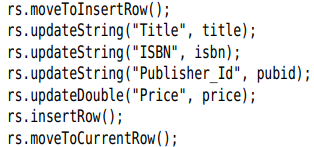 rs.moveToInsertRow();
rs.updateString("Title", title);
rs.updateString("ISBN", isbn);
rs.updateString("Publisher_Id", pubid);
rs.updateDouble("Price", price);
rs.insertRow();
rs.moveToCurrentRow();